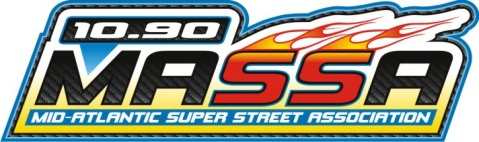 10.90
MASSA
MID-ATLANTIC SUPER STREET ASSOCIATION